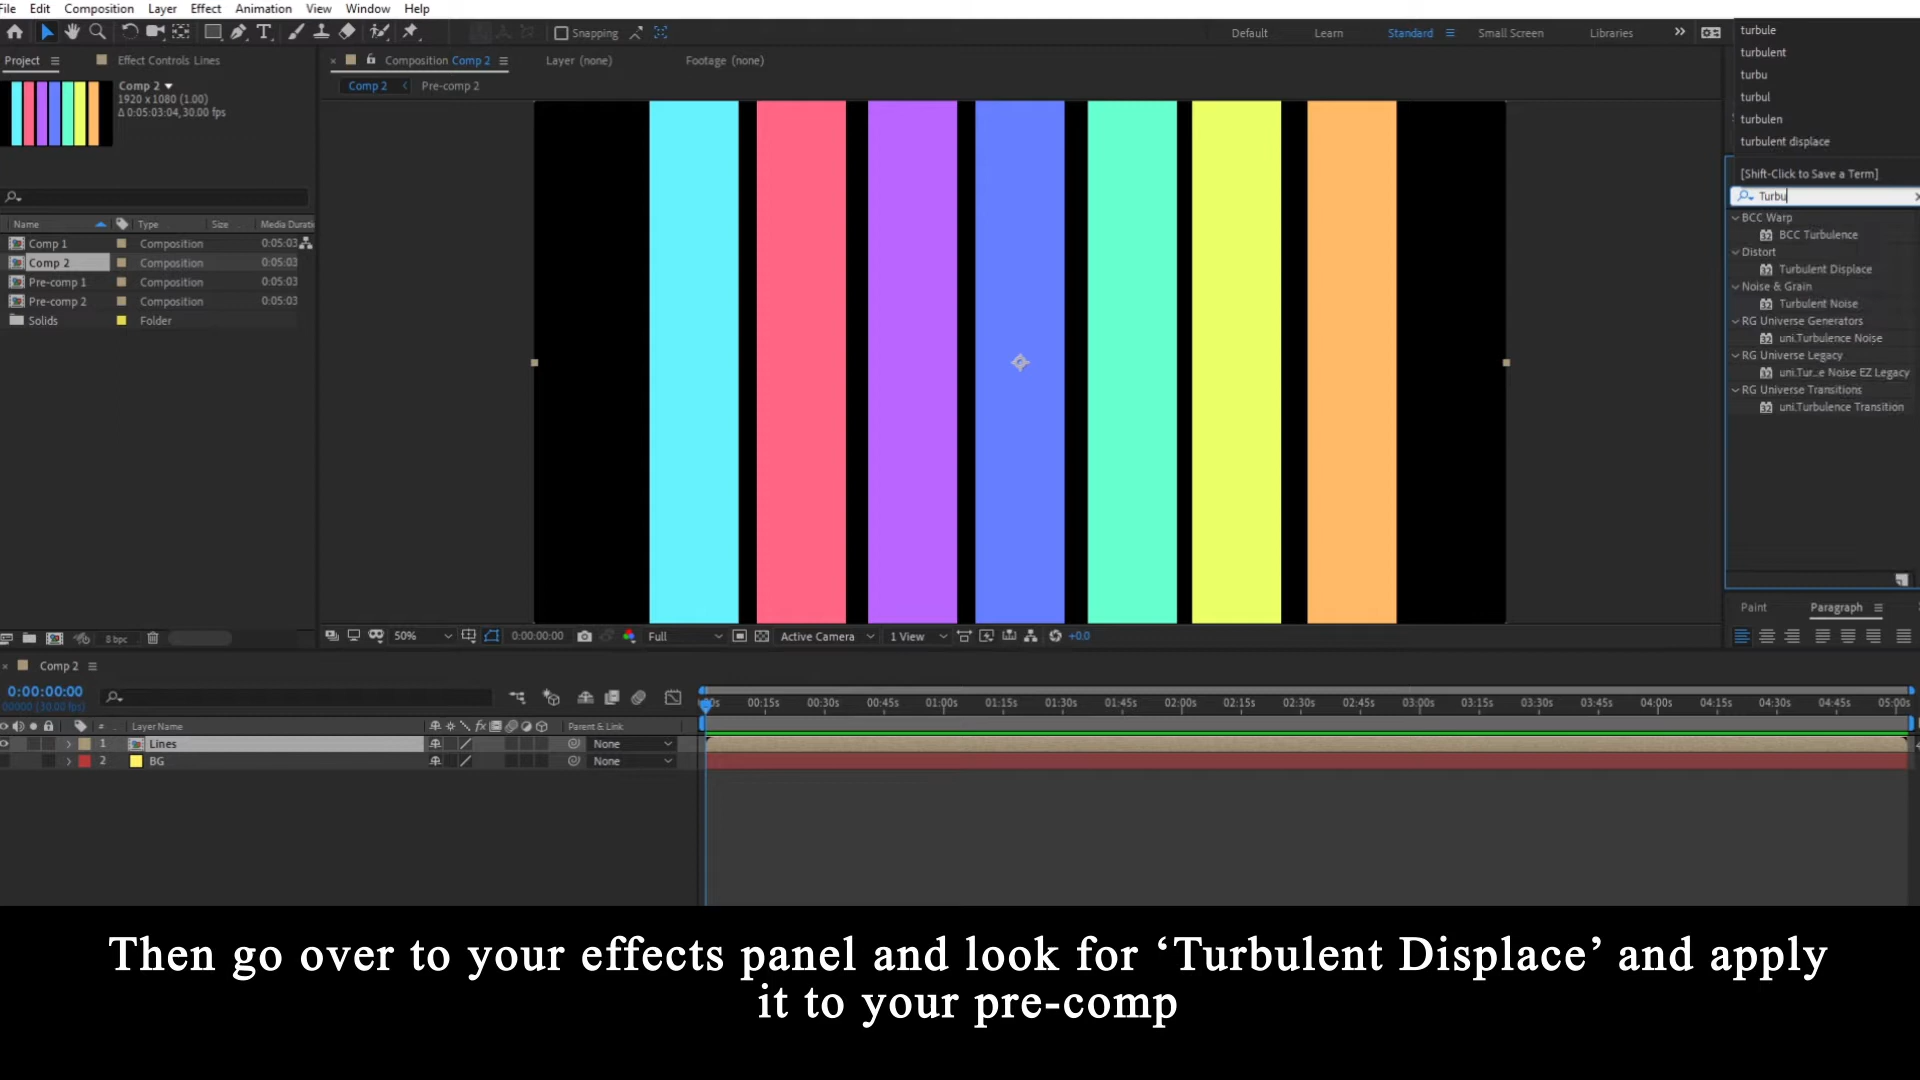 File Edit Composition Layer Effect Animation View Window Help
Snapping
Default Learn Standard Small Screen Libraries
Project Effect Controls Lines
Composition Comp 2 Layer (none) Footage (none)
Comp 2 Pre-comp 2
Comp 2
1920 x 1080 (1.00)
Δ 0:05:03:04, 30.00 fps
Name Type Size Media Durati
Comp 1 Composition 0:05:03
Comp 2 Composition 0:05:03
Pre-comp 1 Composition 0:05:03
Pre-comp 2 Composition 0:05:03
Solids Folder
8 bpc
50% 0:00:00:00 Full Active Camera 1 View +0.0
turbule
turbulent
turbu
turbul
turbulen
turbulent displace
[Shift-Click to Save a Term]
Turbu
BCC Warp
BCC Turbulence
Distort
Turbulent Displace
Noise & Grain
Turbulent Noise
RG Universe Generators
uni.Turbulence Noise
RG Universe Legacy
uni.Tur...e Noise EZ Legacy
RG Universe Transitions
uni.Turbulence Transition
Paint Paragraph
Comp 2
0:00:00:00
00000 (30.00 fps)
00:15s 00:30s 00:45s 01:00s 01:15s 01:30s 01:45s 02:00s 02:15s 02:30s 02:45s 03:00s 03:15s 03:30s 03:45s 04:00s 04:15s 04:30s 04:45s 05:00s
# Layer Name fx Parent & Link
1 Lines None
2 BG None
Then go over to your effects panel and look for ‘Turbulent Displace’ and apply
it to your pre-comp